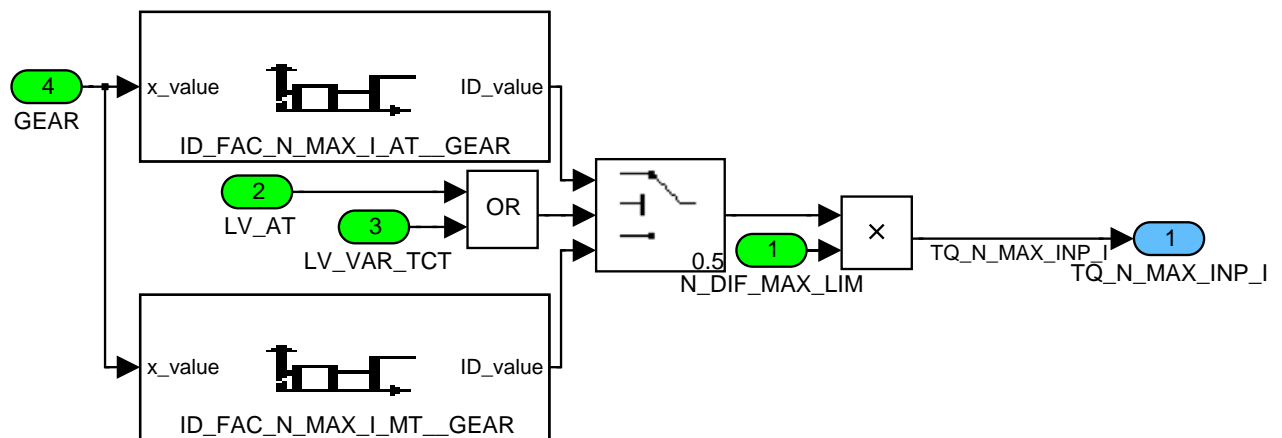 4
GEAR
x_value
ID_value
ID_FAC_N_MAX_I_AT__GEAR
2
LV_AT
3
LV_VAR_TCT
OR
0.5
1
N_DIF_MAX_LIM
×
TQ_N_MAX_INP_I
1
TQ_N_MAX_INP_I
x_value
ID_value
ID_FAC_N_MAX_I_MT__GEAR